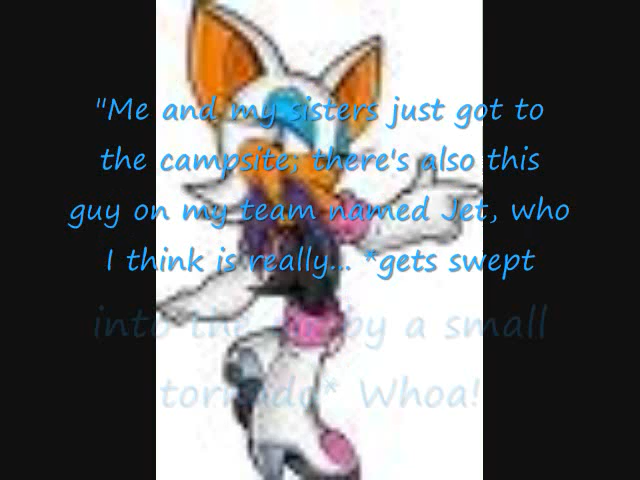 "Me and my sisters just got to
the campsite; there's also this
guy on my team named Jet, who
I think is really... *gets swept
into the air by a small
tornado* Whoa!